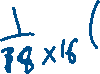 1/78 × 16 (